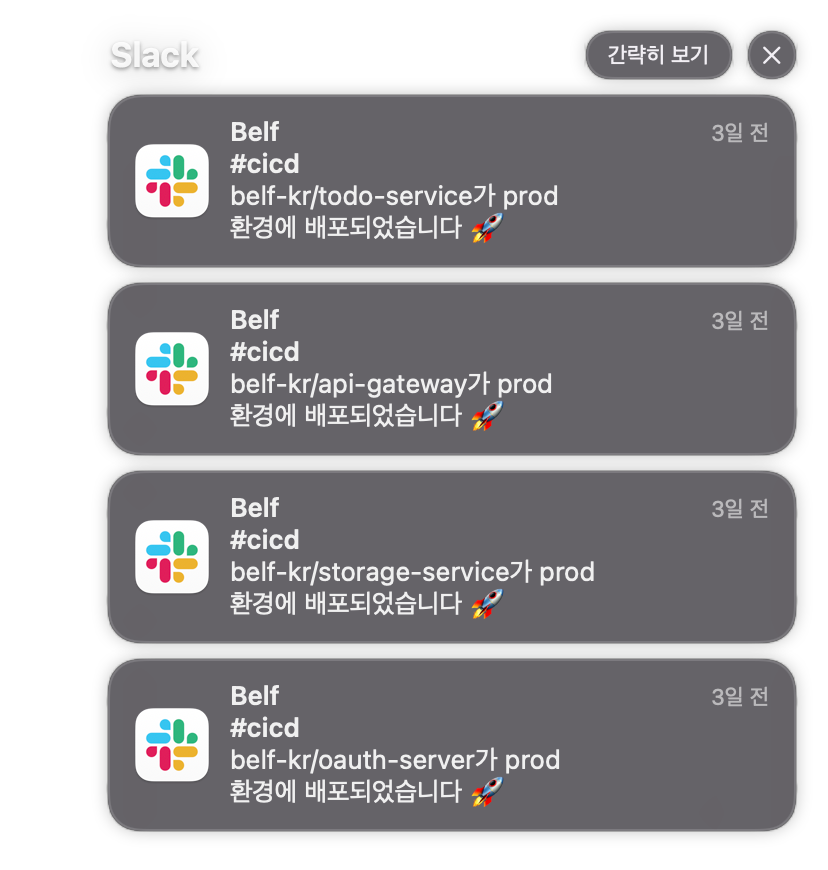 Slack
간략히 보기
Belf
3일 전
#cicd
belf-kr/todo-service가 prod
환경에 배포되었습니다 🚀
Belf
3일 전
#cicd
belf-kr/api-gateway가 prod
환경에 배포되었습니다 🚀
Belf
3일 전
#cicd
belf-kr/storage-service가 prod
환경에 배포되었습니다 🚀
Belf
3일 전
#cicd
belf-kr/oauth-server가 prod
환경에 배포되었습니다 🚀